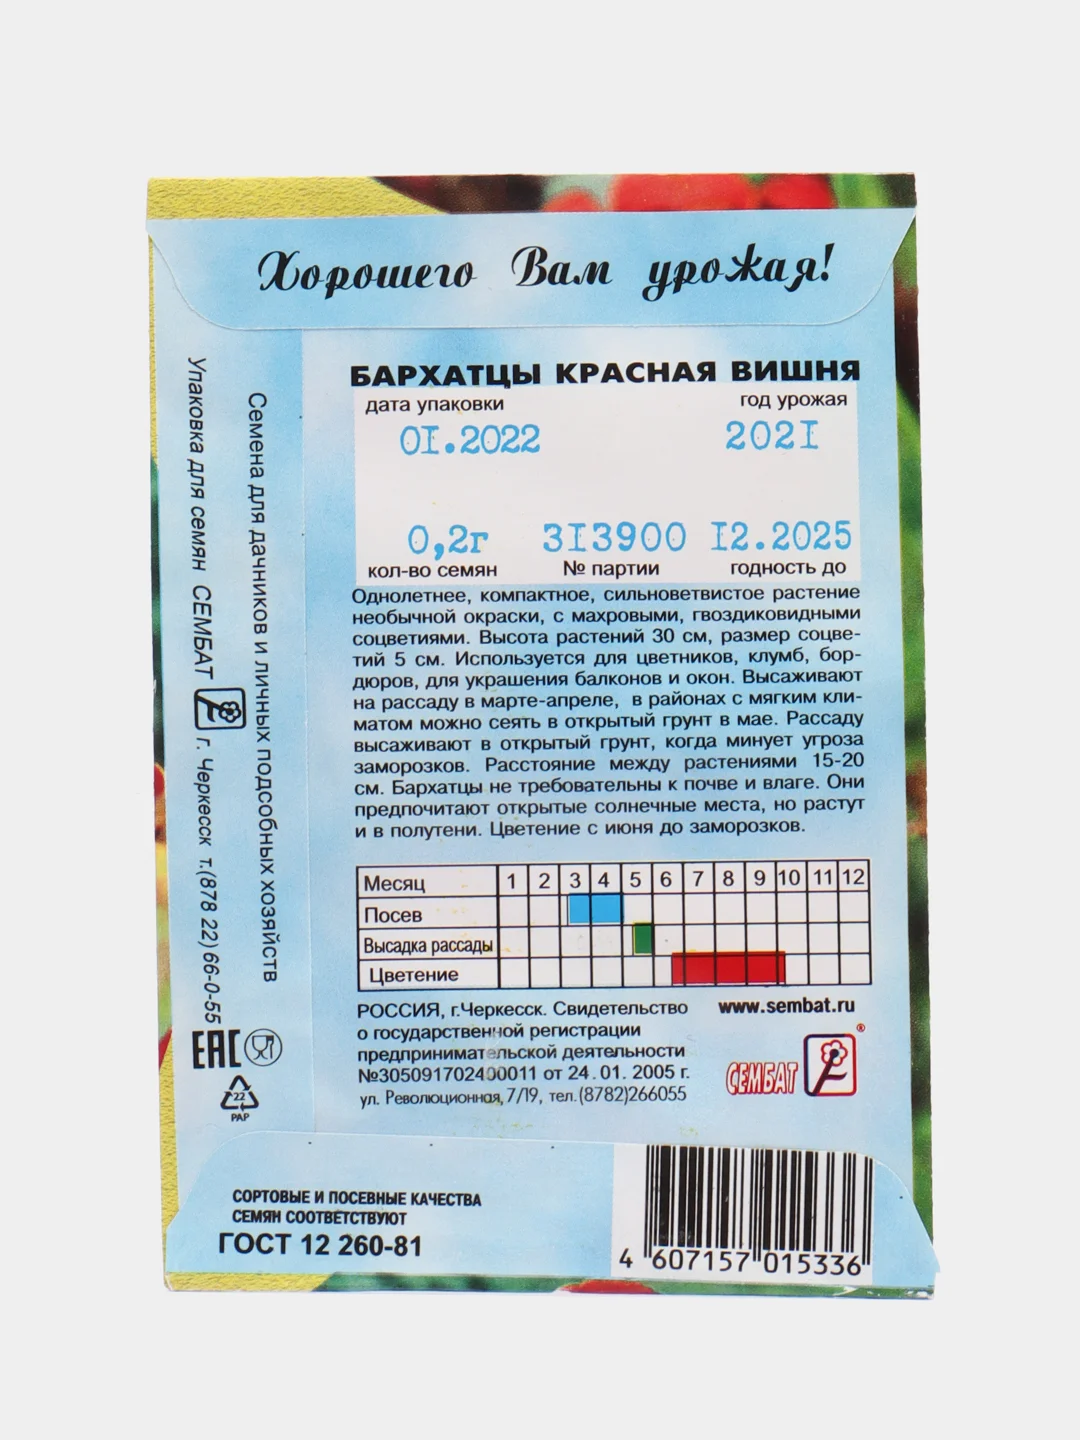 Хорошего Вам урожая!
БАРХАТЦЫ КРАСНАЯ ВИШНЯ
дата упаковки год урожая
01.2022 2021
0,2г 313900 12.2025
кол-во семян № партии годность до
Однолетнее, компактное, сильноветвистое растение
необычной окраски, с махровыми, гвоздиковидными
соцветиями. Высота растений 30 см, размер соцве-
тий 5 см. Используется для цветников, клумб, бор-
дюров, для украшения балконов и окон. Высаживают
на рассаду в марте-апреле, в районах с мягким кли-
матом можно сеять в открытый грунт в мае. Рассаду
высаживают в открытый грунт, когда минует угроза
заморозков. Расстояние между растениями 15-20
см. Бархатцы не требовательны к почве и влаге. Они
предпочитают открытые солнечные места, но растут
и в полутени. Цветение с июня до заморозков.
Месяц 1 2 3 4 5 6 7 8 9 10 11 12
Посев
Высадка рассады
Цветение
РОССИЯ, г.Черкесск. Свидетельство
о государственной регистрации
предпринимательской деятельности
№305091702400011 от 24.01.2005 г.
ул. Революционная,7/19, тел.(8782)266055
www.sembat.ru
СЕМБАТ ®
Семена для дачников и личных подсобных хозяйств
Упаковка для семян СЕМБАТ г. Черкесск т.(878 22) 66-0-55
EAC
22
PAP
СОРТОВЫЕ И ПОСЕВНЫЕ КАЧЕСТВА
СЕМЯН СООТВЕТСТВУЮТ
ГОСТ 12 260-81
4 607157 015336